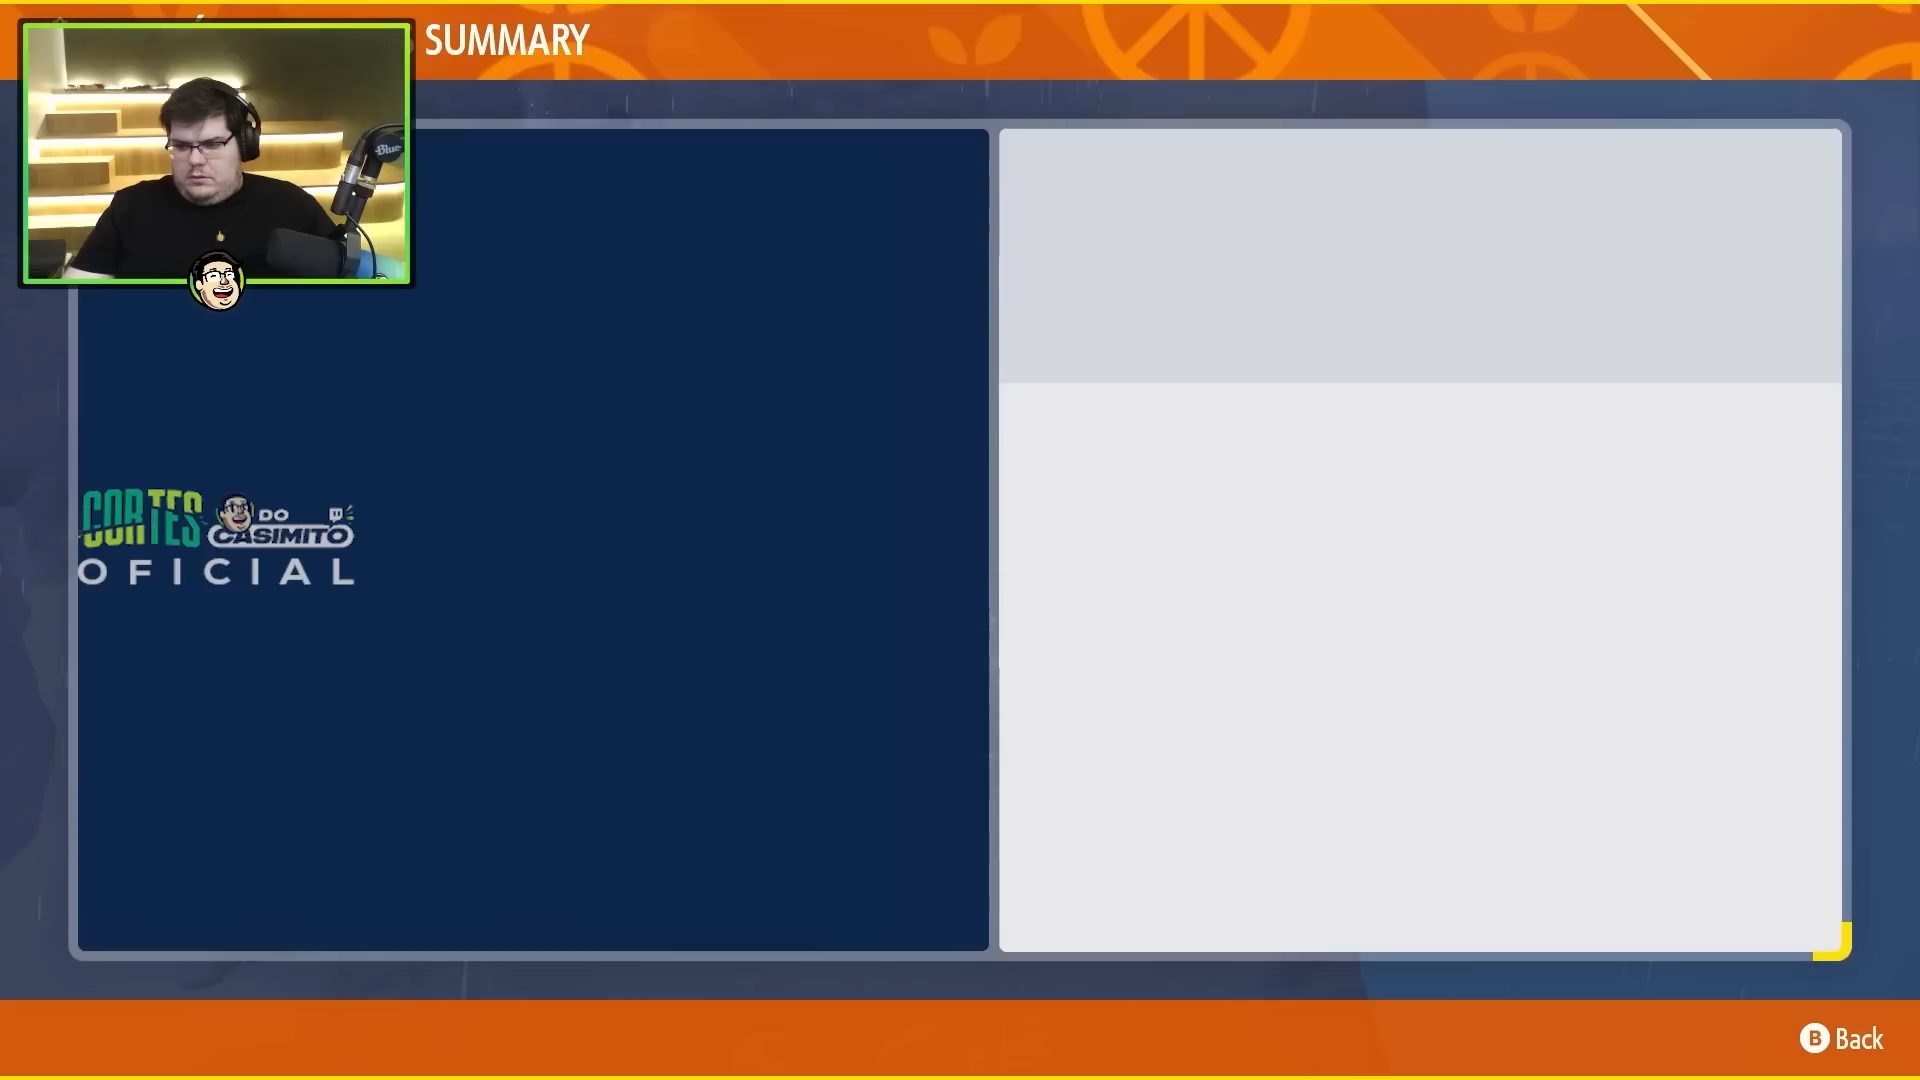 SUMMARY
Blue
CORTES DO
CASIMITO
OFICIAL
B Back